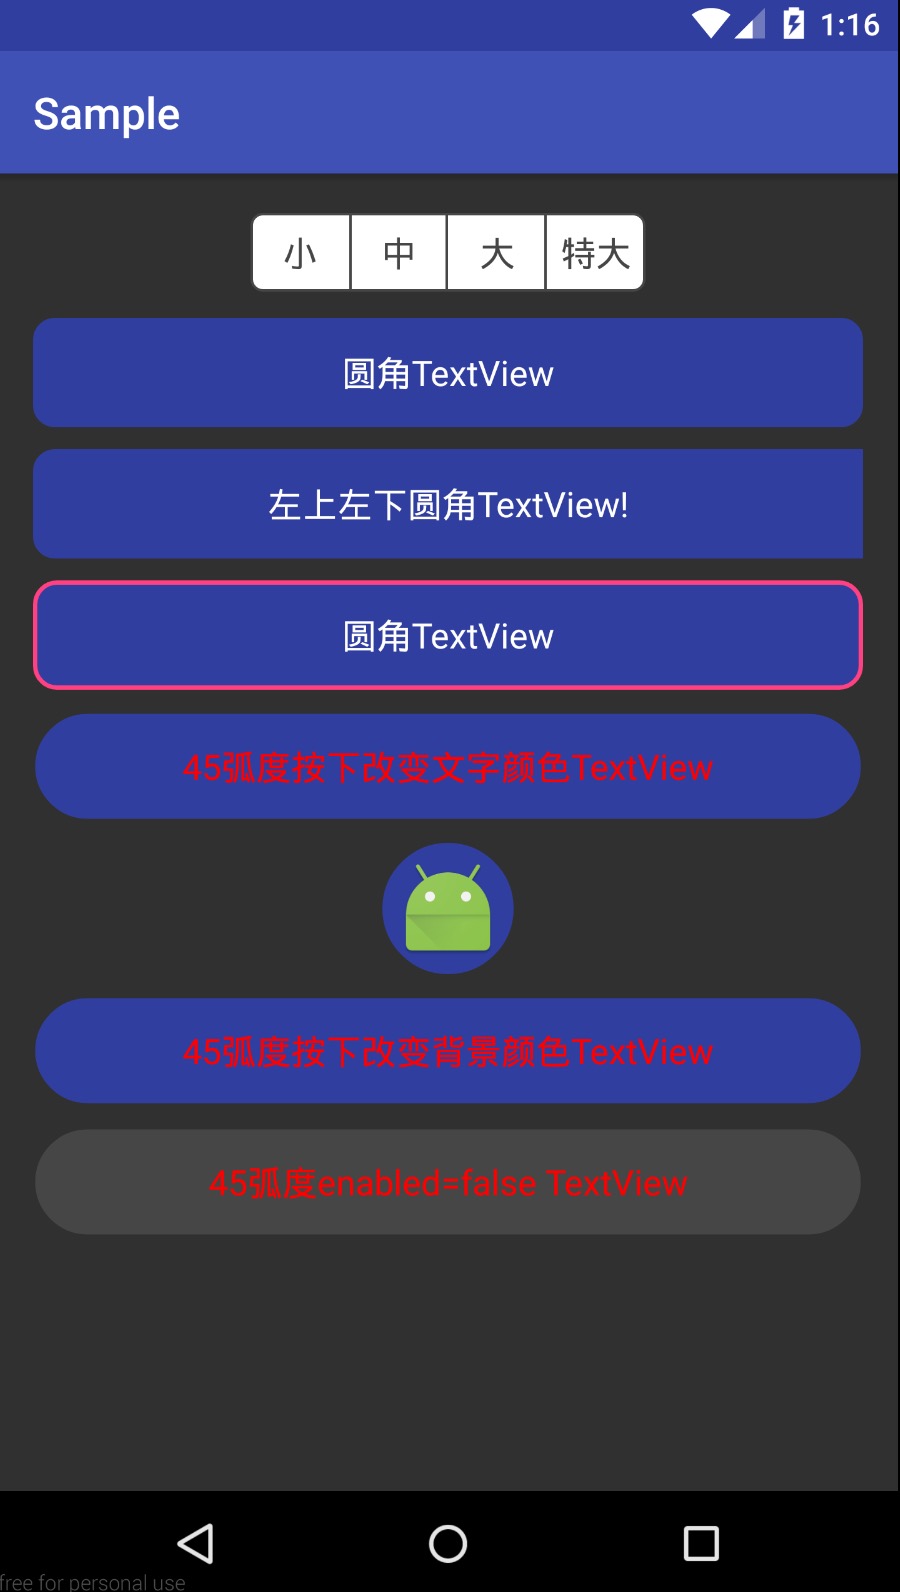 1:16
Sample
小 中 大 特大
圆角TextView
左上左下圆角TextView!
圆角TextView
45弧度按下改变文字颜色TextView
45弧度按下改变背景颜色TextView
45弧度enabled=false TextView
free for personal use